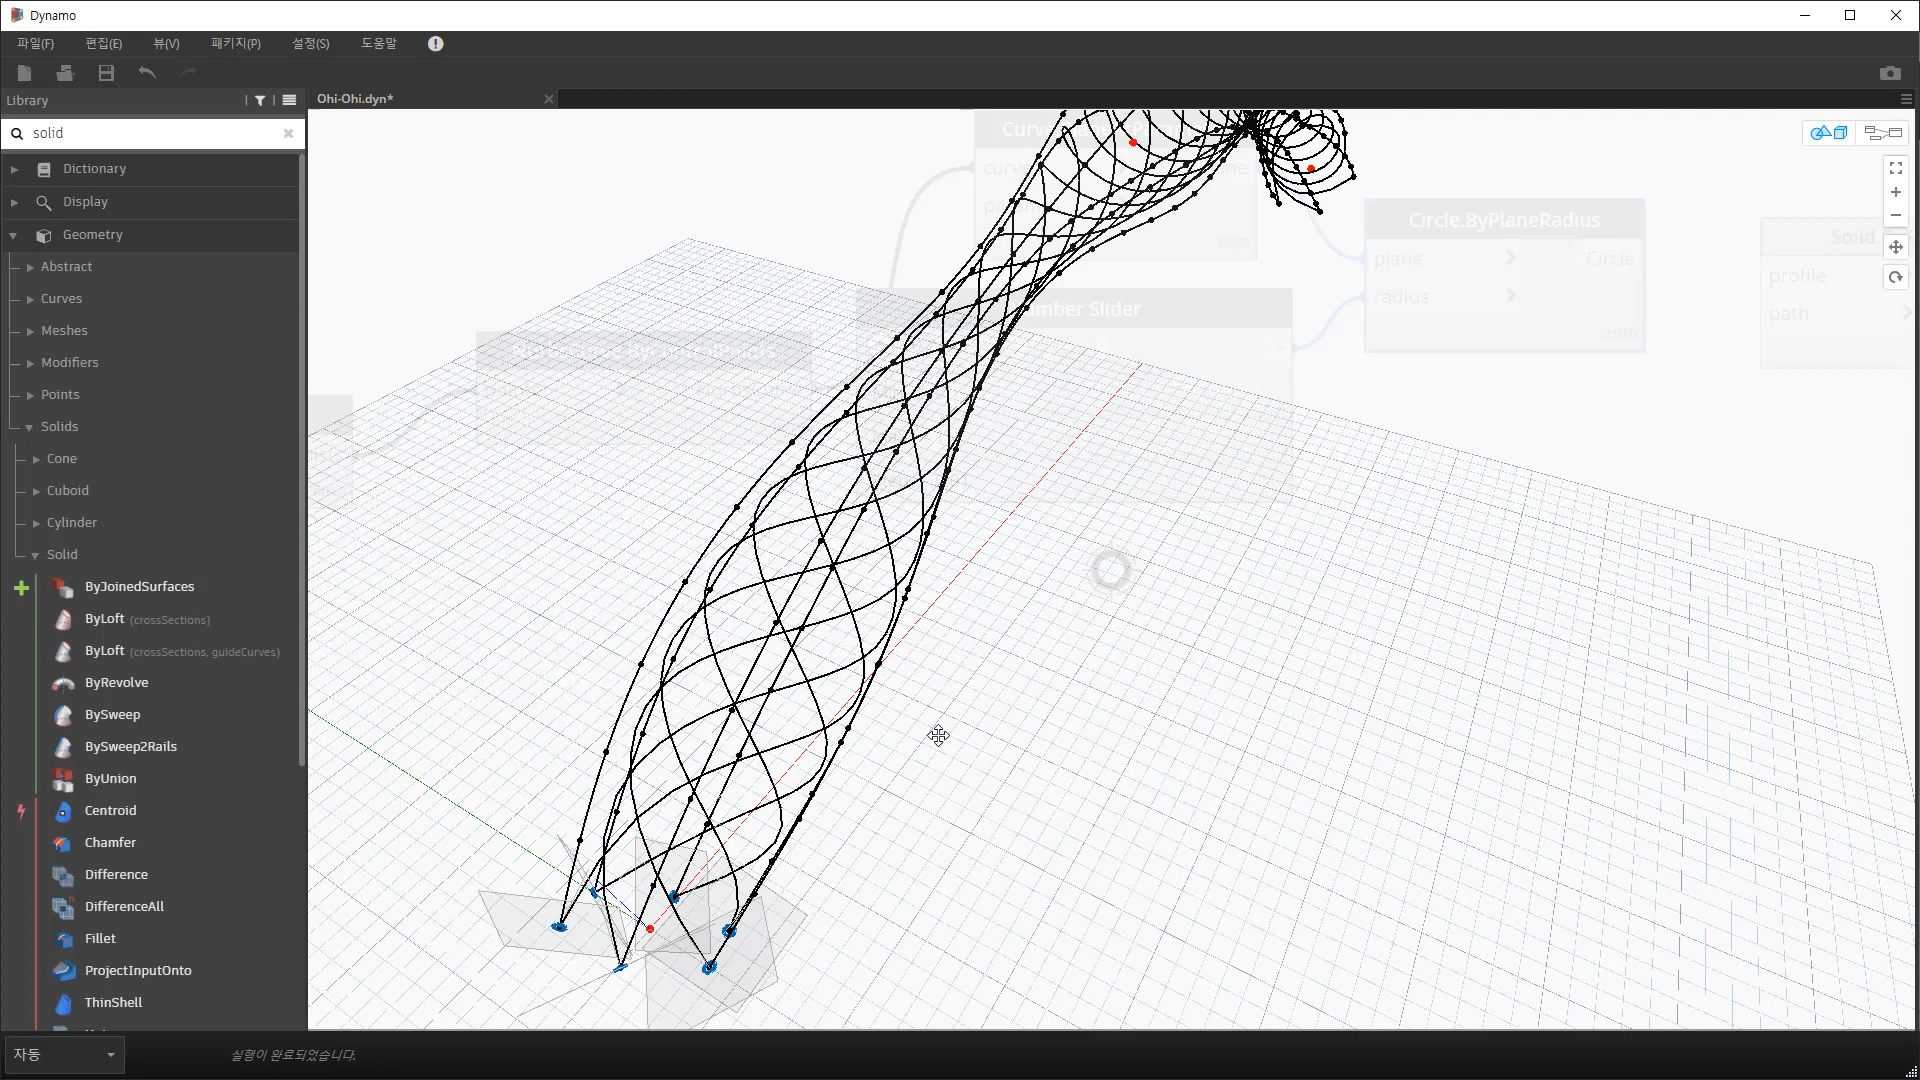 Dynamo
파일(F) 편집(E) 뷰(V) 패키지(P) 설정(S) 도움말
Library
Ohi-Ohi.dyn*
solid
Dictionary
Display
Geometry
Abstract
Curves
Meshes
Modifiers
Points
Solids
Cone
Cuboid
Cylinder
Solid
ByJoinedSurfaces
ByLoft (crossSections)
ByLoft (crossSections, guideCurves)
ByRevolve
BySweep
BySweep2Rails
ByUnion
Centroid
Chamfer
Difference
DifferenceAll
Fillet
ProjectInputOnto
ThinShell
Circle.ByPlaneRadius
plane > Circle
radius >
Solid.
profile
path >
자동
실행이 완료되었습니다.